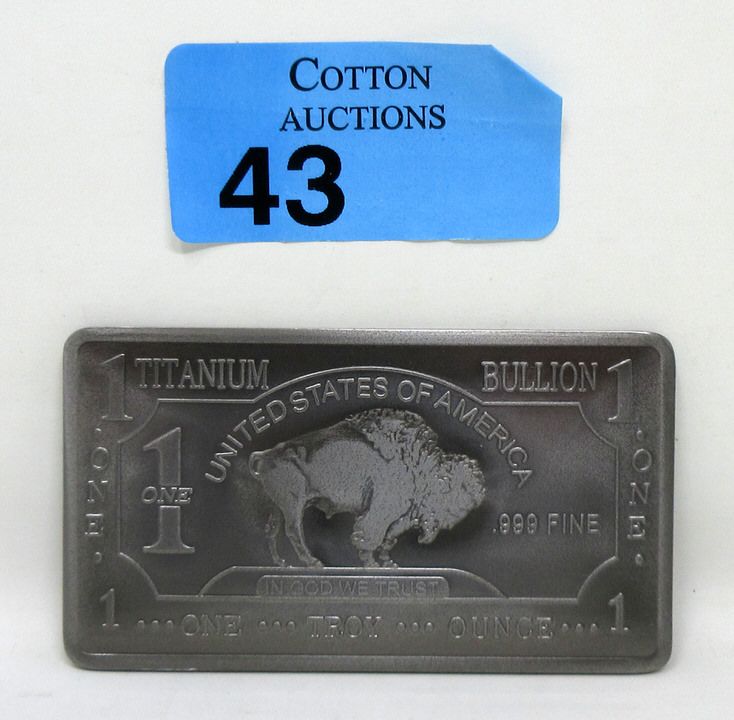 COTTON
AUCTIONS
43
1 TITANIUM BULLION 1
UNITED STATES OF AMERICA
1
ONE
ONE
ONE
.999 FINE
IN GOD WE TRUST
1 ••• ONE ••• TROY ••• OUNCE ••• 1